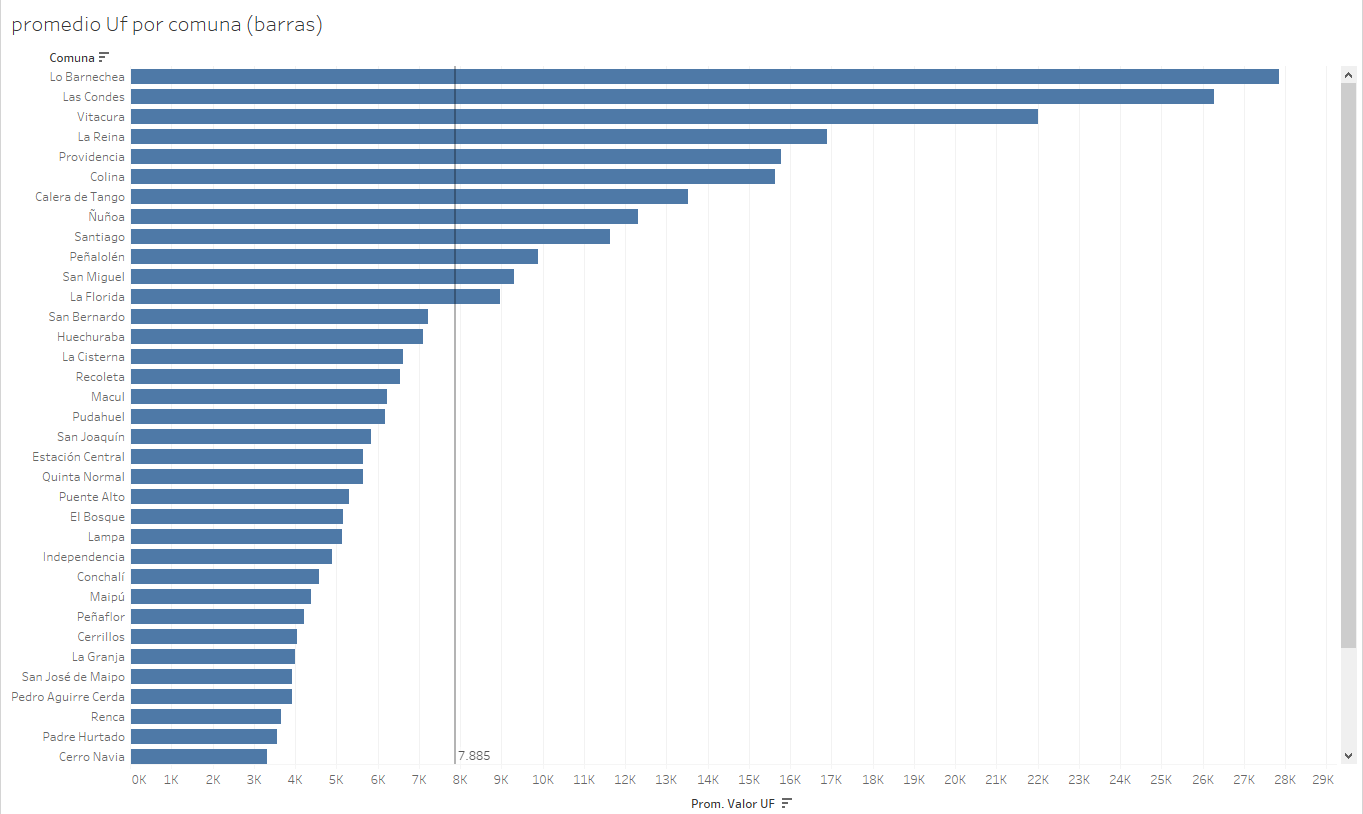 promedio Uf por comuna (barras)
Comuna
Lo Barnechea
Las Condes
Vitacura
La Reina
Providencia
Colina
Calera de Tango
Ñuñoa
Santiago
Peñalolén
San Miguel
La Florida
San Bernardo
Huechuraba
La Cisterna
Recoleta
Macul
Pudahuel
San Joaquín
Estación Central
Quinta Normal
Puente Alto
El Bosque
Lampa
Independencia
Conchalí
Maipú
Peñaflor
Cerrillos
La Granja
San José de Maipo
Pedro Aguirre Cerda
Renca
Padre Hurtado
Cerro Navia
7.885
0K 1K 2K 3K 4K 5K 6K 7K 8K 9K 10K 11K 12K 13K 14K 15K 16K 17K 18K 19K 20K 21K 22K 23K 24K 25K 26K 27K 28K 29K
Prom. Valor UF